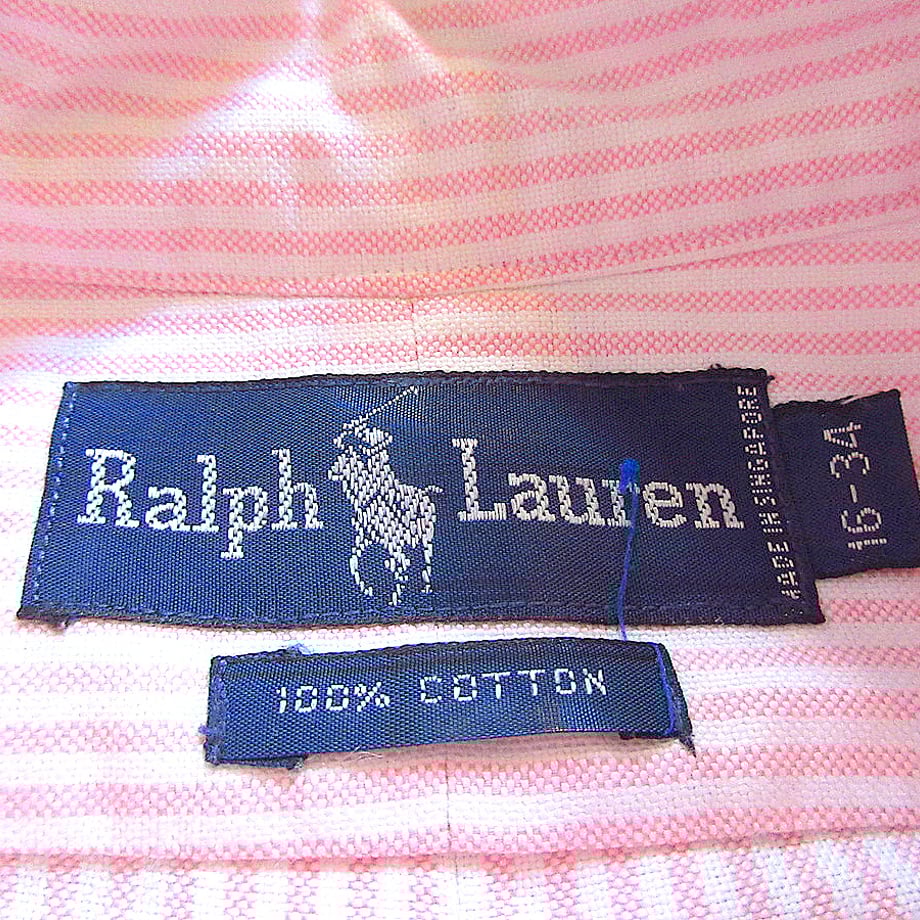 Ralph Lauren
MADE IN SINGAPORE
16-34
100% COTTON